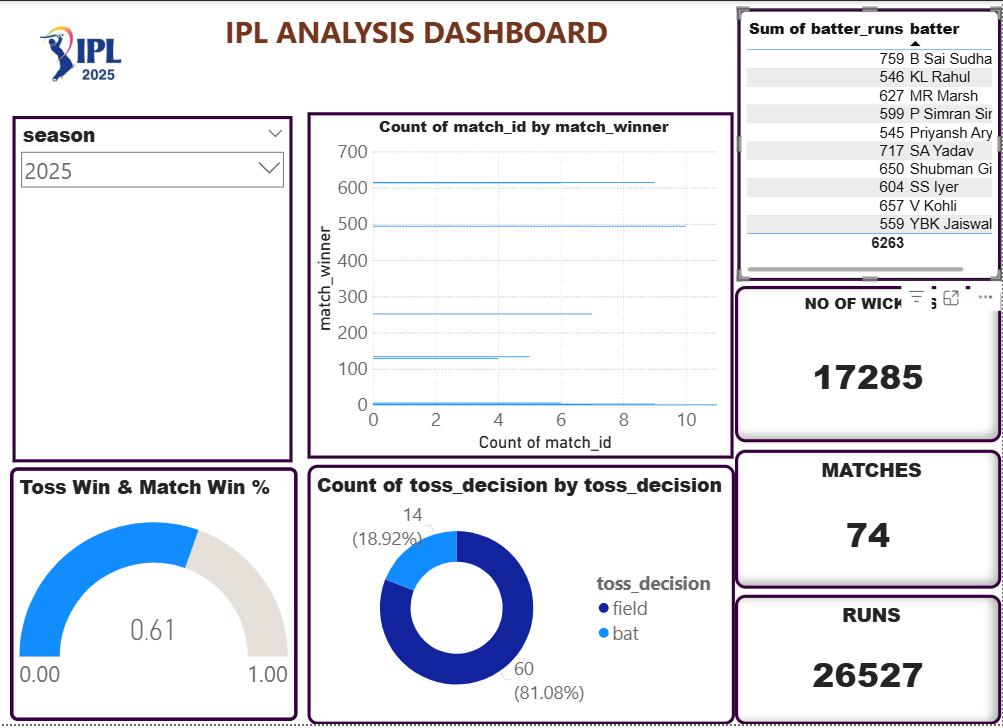 IPL
2025
IPL ANALYSIS DASHBOARD
season
2025
Count of match_id by match_winner
match_winner
700
600
500
400
300
200
100
0
0 2 4 6 8 10
Count of match_id
Sum of batter_runs batter
759 B Sai Sudha
546 KL Rahul
627 MR Marsh
599 P Simran Sin
545 Priyansh Ary
717 SA Yadav
650 Shubman Gi
604 SS Iyer
657 V Kohli
559 YBK Jaiswal
6263
NO OF WICK S
17285
MATCHES
74
RUNS
26527
Toss Win & Match Win %
0.61
0.00 1.00
Count of toss_decision by toss_decision
14
(18.92%)
60
(81.08%)
toss_decision
field
bat